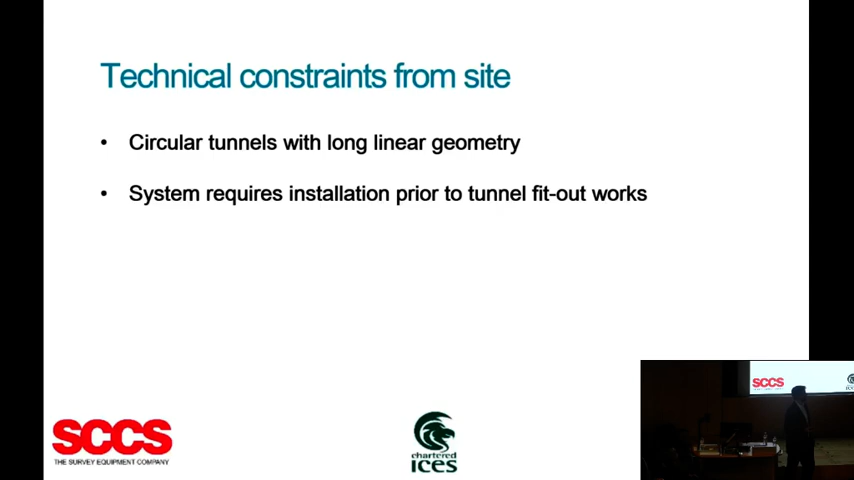 Technical constraints from site
• Circular tunnels with long linear geometry
• System requires installation prior to tunnel fit-out works
SCCS
THE SURVEY EQUIPMENT COMPANY
chartered
ICES
SCCS